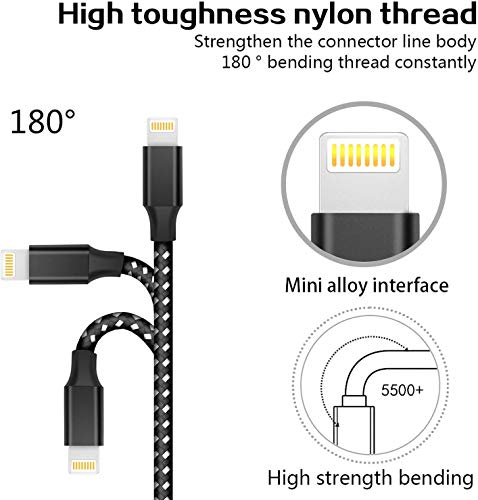 High toughness nylon thread
Strengthen the connector line body
180 ° bending thread constantly
180°
Mini alloy interface
5500+
High strength bending